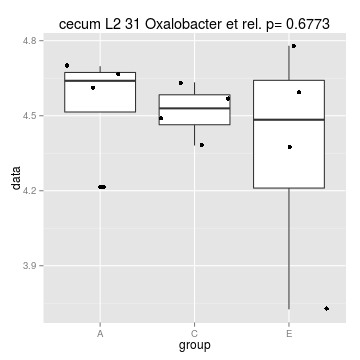 cecum L2 31 Oxalobacter et rel. p= 0.6773
4.8
4.5
4.2
3.9
data
A C E
group